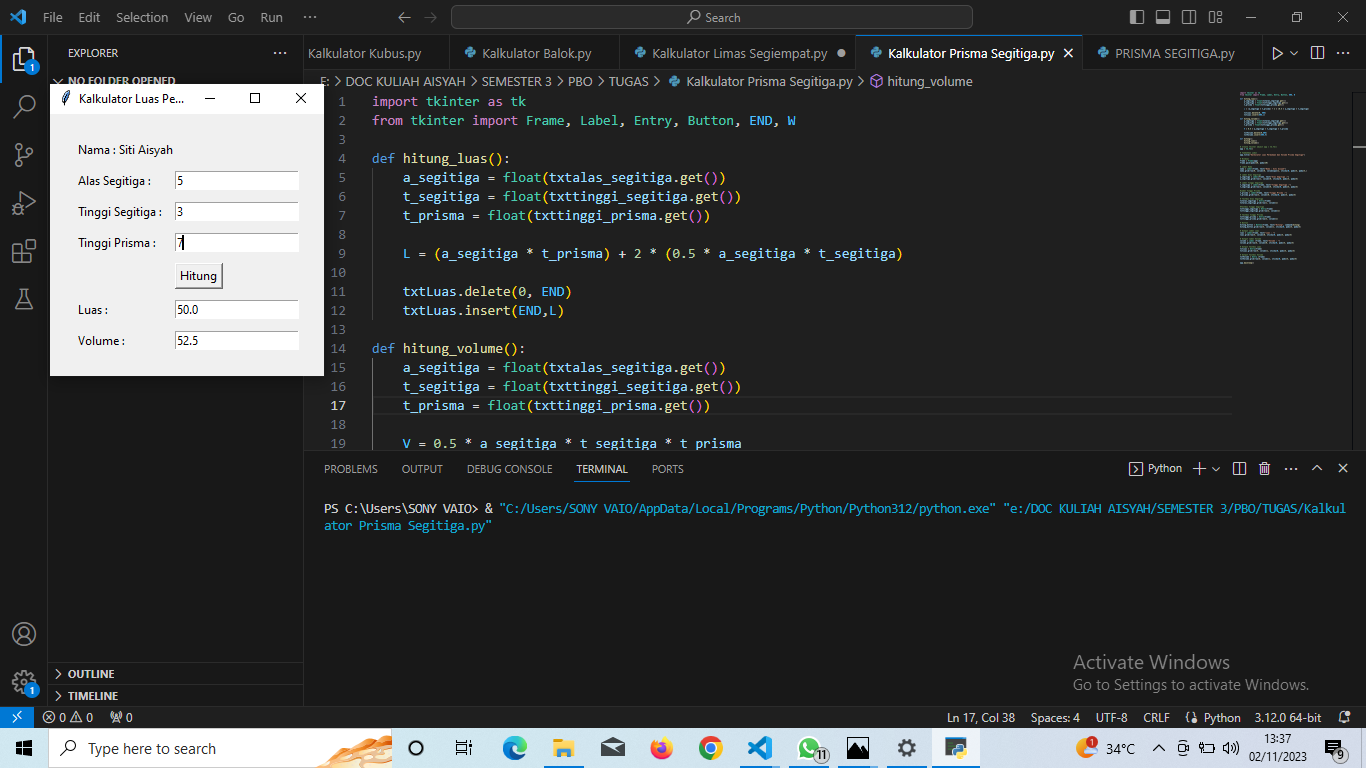 File Edit Selection View Go Run ··· Search
EXPLORER ···
Kalkulator Kubus.py Kalkulator Balok.py Kalkulator Limas Segiempat.py Kalkulator Prisma Segitiga.py PRISMA SEGITIGA.py ···
NO FOLDER OPENED
E: > DOC KULIAH AISYAH > SEMESTER 3 > PBO > TUGAS > Kalkulator Prisma Segitiga.py > hitung_volume
1
Kalkulator Luas Pe...
Nama : Siti Aisyah
Alas Segitiga : 5
Tinggi Segitiga : 3
Tinggi Prisma : 7
Hitung
Luas : 50.0
Volume : 52.5
1 import tkinter as tk
2 from tkinter import Frame, Label, Entry, Button, END, W
3
4 def hitung_luas():
5 a_segitiga = float(txtalas_segitiga.get())
6 t_segitiga = float(txttinggi_segitiga.get())
7 t_prisma = float(txttinggi_prisma.get())
8
9 L = (a_segitiga * t_prisma) + 2 * (0.5 * a_segitiga * t_segitiga)
10
11 txtLuas.delete(0, END)
12 txtLuas.insert(END,L)
13
14 def hitung_volume():
15 a_segitiga = float(txtalas_segitiga.get())
16 t_segitiga = float(txttinggi_segitiga.get())
17 t_prisma = float(txttinggi_prisma.get())
18
19 V = 0.5 * a_segitiga * t_segitiga * t_prisma
PROBLEMS OUTPUT DEBUG CONSOLE TERMINAL PORTS
Python ···
PS C:\Users\SONY VAIO> & "C:/Users/SONY VAIO/AppData/Local/Programs/Python/Python312/python.exe" "e:/DOC KULIAH AISYAH/SEMESTER 3/PBO/TUGAS/Kalkul
ator Prisma Segitiga.py"
OUTLINE
TIMELINE
1
Activate Windows
Go to Settings to activate Windows.
0 0 0 Ln 17, Col 38 Spaces: 4 UTF-8 CRLF Python 3.12.0 64-bit
Type here to search
11
1
34°C
13:37
02/11/2023
9